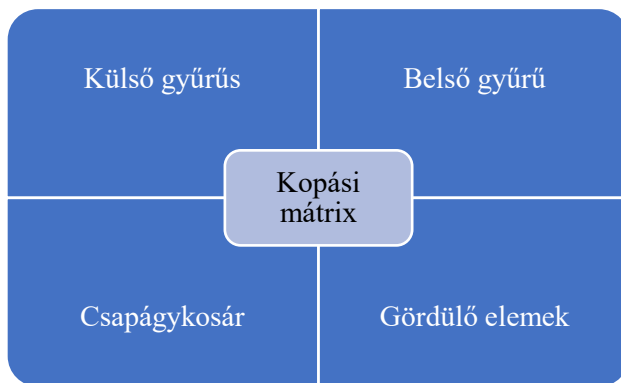 Külső gyűrűs
Belső gyűrű
Kopási
mátrix
Csapágykosár
Gördülő elemek